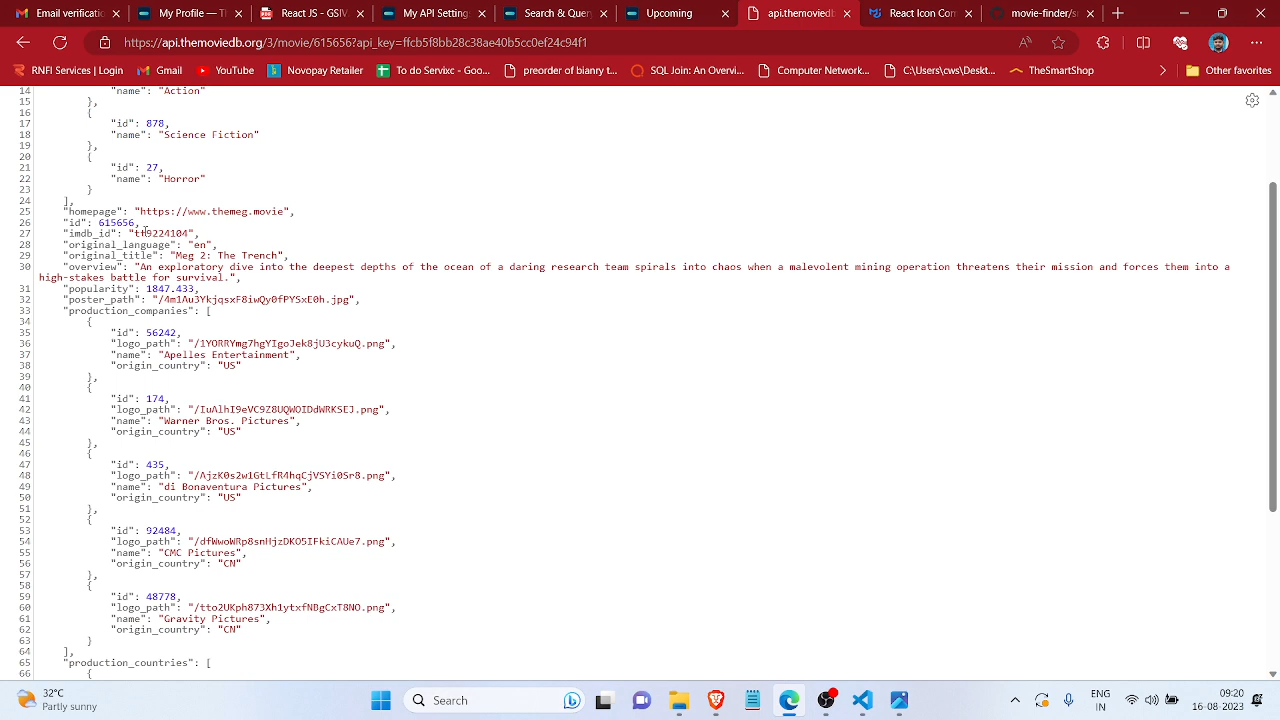 Email verificati
My Profile — Th
React JS - GSIV
My API Setting
Search & Query
Upcoming
api.themoviedb
React Icon Com
movie-finder/sr
https://api.themoviedb.org/3/movie/615656?api_key=ffcb5f8bb28c38ae40b5cc0ef24c94f1
RNFI Services | Login
Gmail
YouTube
Novopay Retailer
To do Servixc - Goo...
preorder of bianry t...
SQL Join: An Overvi...
Computer Network...
C:\Users\cws\Deskt...
TheSmartShop
Other favorites
14 "name": "Action"
15 },
16 {
17 "id": 878,
18 "name": "Science Fiction"
19 },
20 {
21 "id": 27,
22 "name": "Horror"
23 }
24 ],
25 "homepage": "https://www.themeg.movie",
26 "id": 615656,
27 "imdb_id": "tt9224104",
28 "original_language": "en",
29 "original_title": "Meg 2: The Trench",
30 "overview": "An exploratory dive into the deepest depths of the ocean of a daring research team spirals into chaos when a malevolent mining operation threatens their mission and forces them into a
high-stakes battle for survival.",
31 "popularity": 1847.433,
32 "poster_path": "/4m1Au3YkjqsxF8iwQy0fPYSxE0h.jpg",
33 "production_companies": [
34 {
35 "id": 56242,
36 "logo_path": "/1YORRYmg7hgYIgoJek8jU3cykuQ.png",
37 "name": "Apelles Entertainment",
38 "origin_country": "US"
39 },
40 {
41 "id": 174,
42 "logo_path": "/IuAlhI9eVC9Z8UQWOIDdWRKSEJ.png",
43 "name": "Warner Bros. Pictures",
44 "origin_country": "US"
45 },
46 {
47 "id": 435,
48 "logo_path": "/AjzK0s2w1GtLfR4hqCjVSYi0Sr8.png",
49 "name": "di Bonaventura Pictures",
50 "origin_country": "US"
51 },
52 {
53 "id": 92484,
54 "logo_path": "/dfWwoWRp8snHjzDKO5IFkiCAUe7.png",
55 "name": "CMC Pictures",
56 "origin_country": "CN"
57 },
58 {
59 "id": 48778,
60 "logo_path": "/tto2UKph873Xh1ytxfNBgCxT8NO.png",
61 "name": "Gravity Pictures",
62 "origin_country": "CN"
63 }
64 ],
65 "production_countries": [
66 {
32°C
Partly sunny
Search
ENG
IN
09:20
16-08-2023